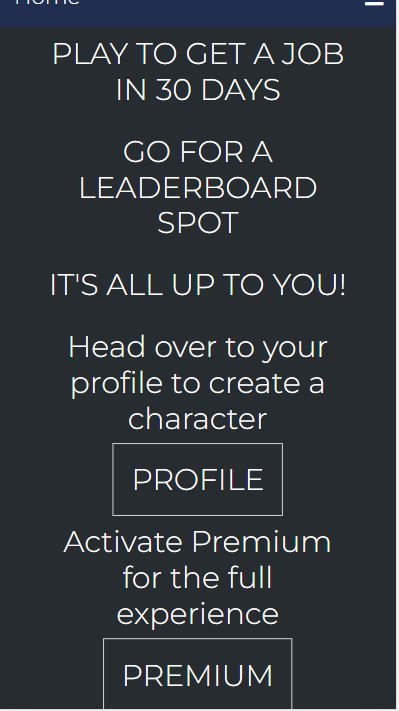 Home
PLAY TO GET A JOB
IN 30 DAYS
GO FOR A
LEADERBOARD
SPOT
IT'S ALL UP TO YOU!
Head over to your
profile to create a
character
PROFILE
Activate Premium
for the full
experience
PREMIUM